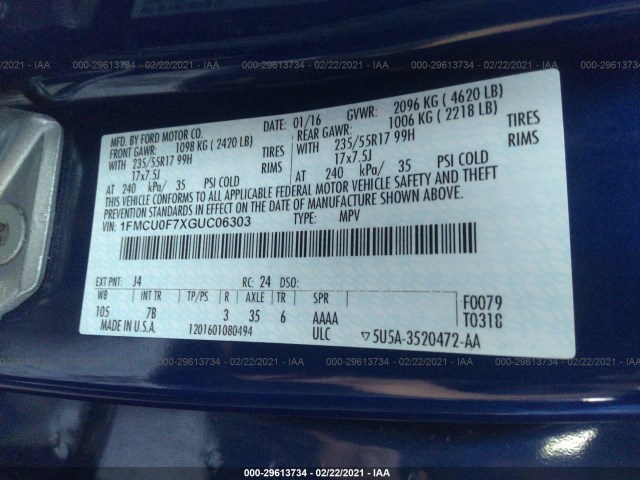 000-29613734 - 02/22/2021 - IAA 000-29613734 - 02/22/2021 - IAA 000-29613734 - 02/22/2021 - IAA
MFD. BY FORD MOTOR CO. DATE: 01/16 GVWR: 2096 KG ( 4620 LB)
FRONT GAWR: 1098 KG ( 2420 LB) REAR GAWR: 1006 KG ( 2218 LB)
WITH 235/55R17 99H TIRES WITH 235/55R17 99H TIRES
17x7.5J RIMS 17x7.5J RIMS
AT 240 kPa/ 35 PSI COLD AT 240 kPa/ 35 PSI COLD
THIS VEHICLE CONFORMS TO ALL APPLICABLE FEDERAL MOTOR VEHICLE SAFETY AND THEFT
PREVENTION STANDARDS IN EFFECT ON THE DATE OF MANUFACTURE SHOWN ABOVE.
VIN: 1FMCU0F7XGUC06303 TYPE: MPV
EXT PNT: J4 RC: 24 DSO:
WB INT TR TP/PS R AXLE TR SPR F0079
105 7B 3 35 6 AAAA T0318
MADE IN U.S.A. 1201601080494 ULC 5U5A-3520472-AA
000-29613734 - 02/22/2021 - IAA